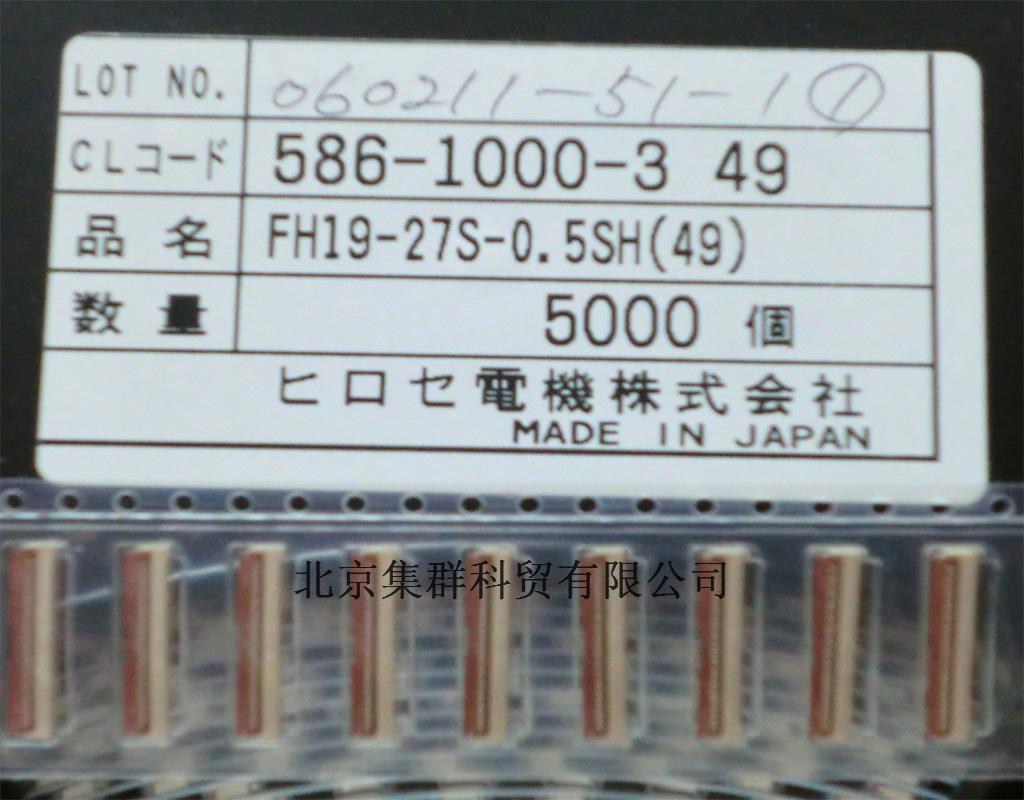 LOT NO. 060211-51-1①
CLコード 586-1000-3 49
品名 FH19-27S-0.5SH(49)
数量 5000 個
ヒロセ電機株式会社
MADE IN JAPAN
北京集群科贸有限公司